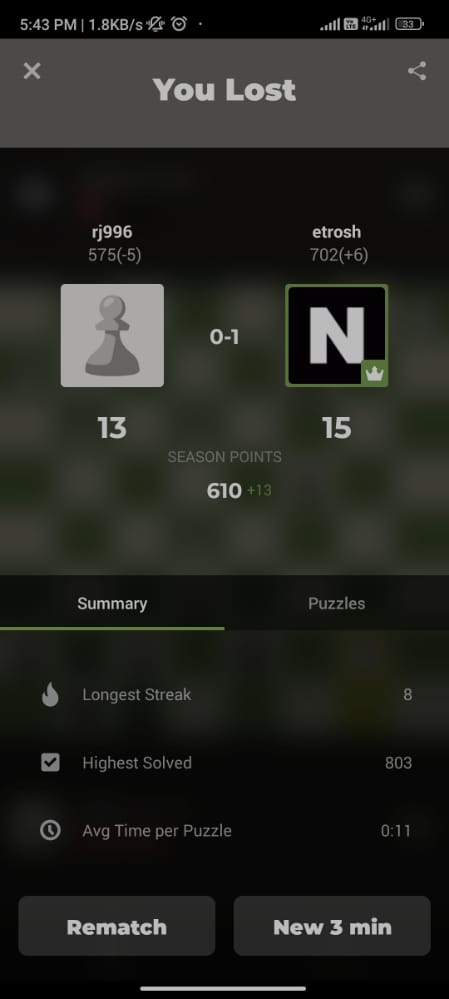 5:43 PM | 1.8KB/s
4G+
33
You Lost
rj996
etrosh
575(-5)
702(+6)
0-1
N
13
15
SEASON POINTS
610 +13
Summary
Puzzles
Longest Streak
8
Highest Solved
803
Avg Time per Puzzle
0:11
Rematch
New 3 min